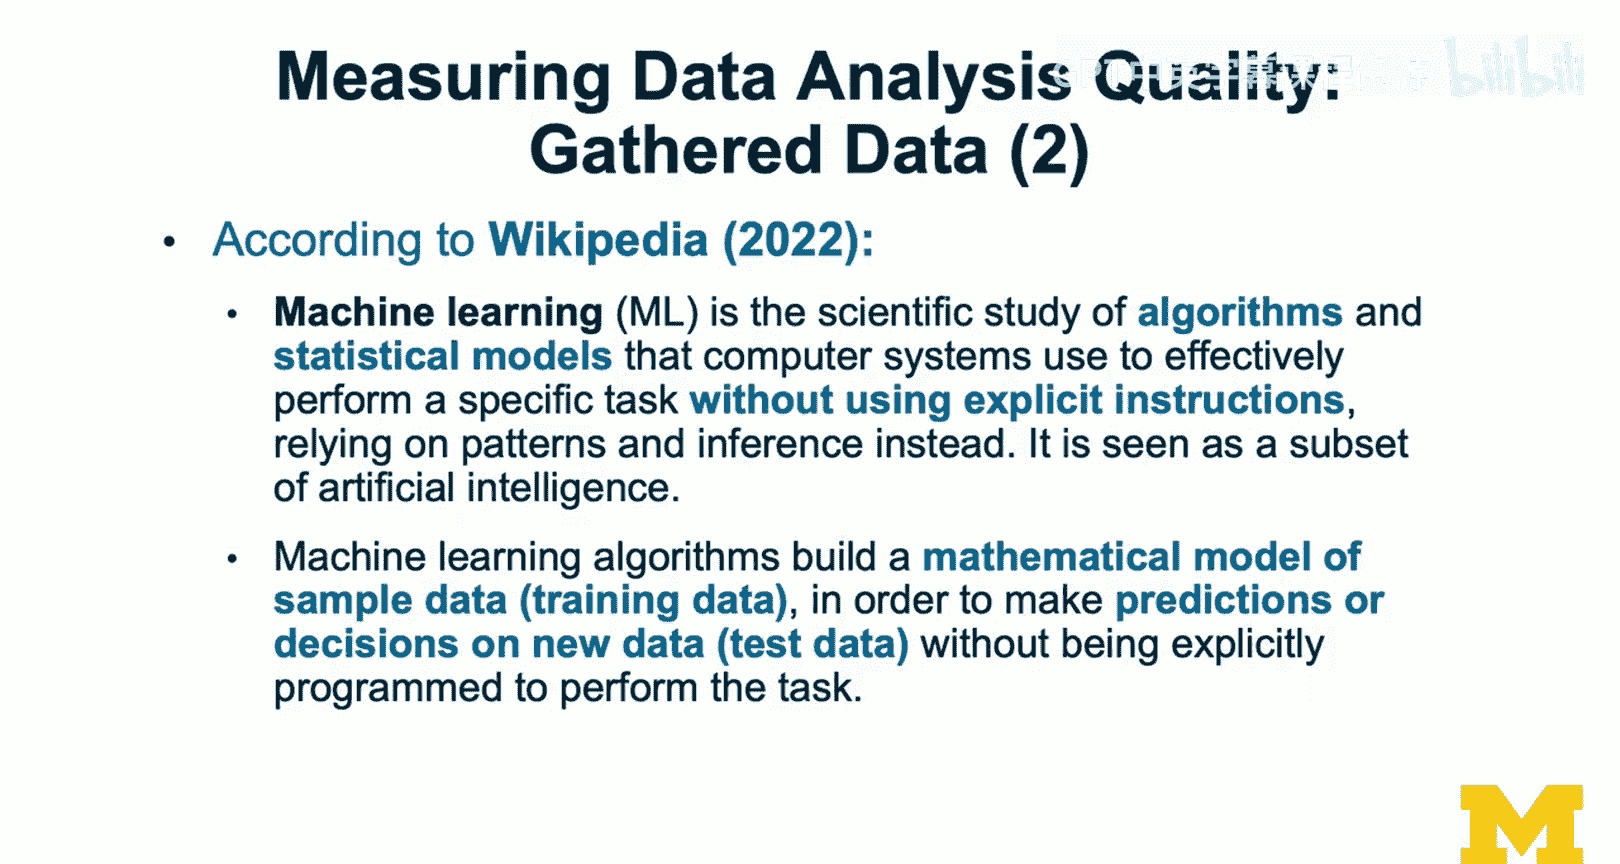 Measuring Data Analysis Quality:
Gathered Data (2)
• According to Wikipedia (2022):
• Machine learning (ML) is the scientific study of algorithms and
statistical models that computer systems use to effectively
perform a specific task without using explicit instructions,
relying on patterns and inference instead. It is seen as a subset
of artificial intelligence.
• Machine learning algorithms build a mathematical model of
sample data (training data), in order to make predictions or
decisions on new data (test data) without being explicitly
programmed to perform the task.
bilibili
M